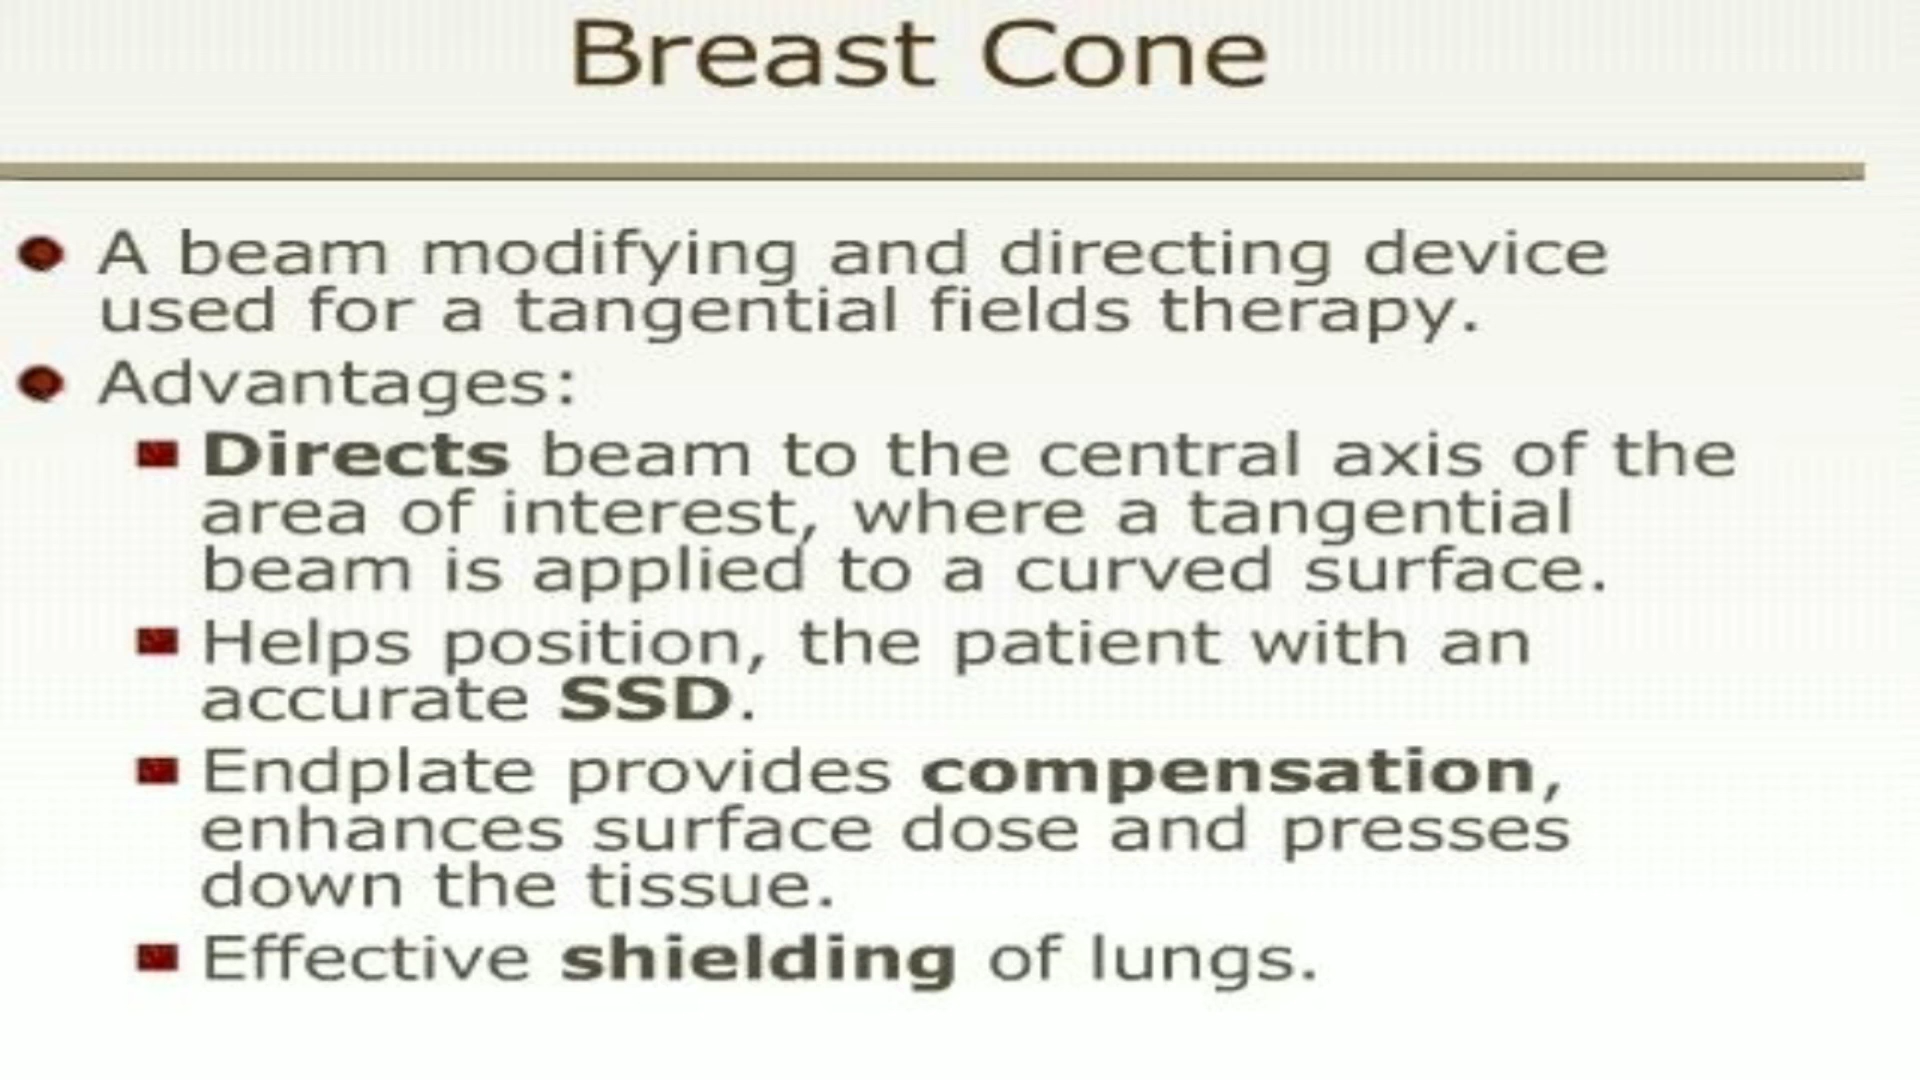 Breast Cone
A beam modifying and directing device
used for a tangential fields therapy.
Advantages:
Directs beam to the central axis of the
area of interest, where a tangential
beam is applied to a curved surface.
Helps position, the patient with an
accurate SSD.
Endplate provides compensation,
enhances surface dose and presses
down the tissue.
Effective shielding of lungs.